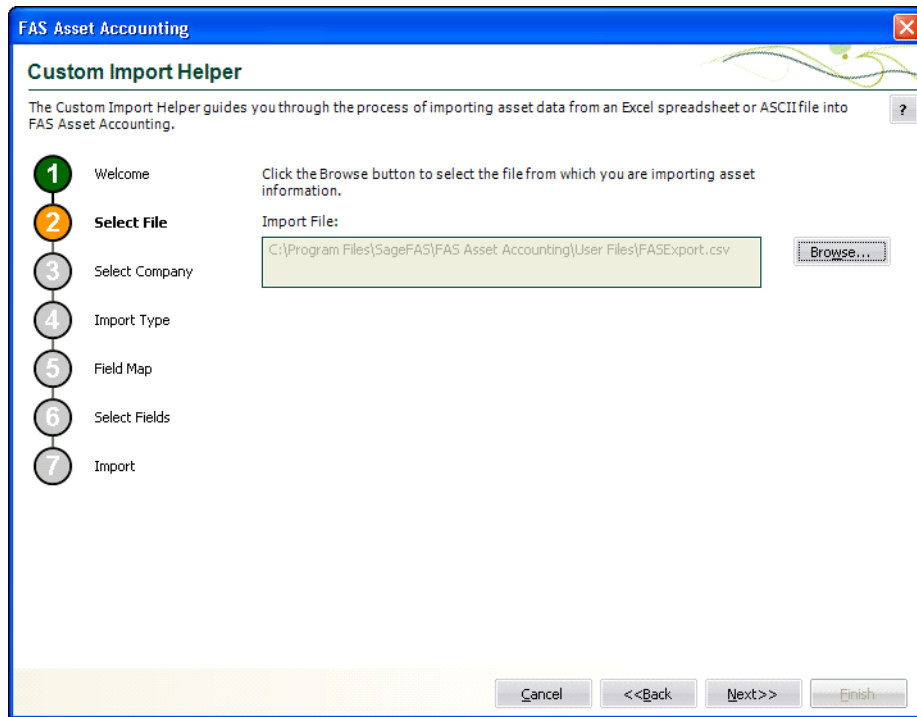 FAS Asset Accounting
Custom Import Helper
The Custom Import Helper guides you through the process of importing asset data from an Excel spreadsheet or ASCII file into
FAS Asset Accounting.
?
1 Welcome
2 Select File
3 Select Company
4 Import Type
5 Field Map
6 Select Fields
7 Import
Click the Browse button to select the file from which you are importing asset
information.
Import File:
C:\Program Files\SageFAS\FAS Asset Accounting\User Files\FASExport.csv
Browse...
Cancel
<<Back
Next>>
Finish